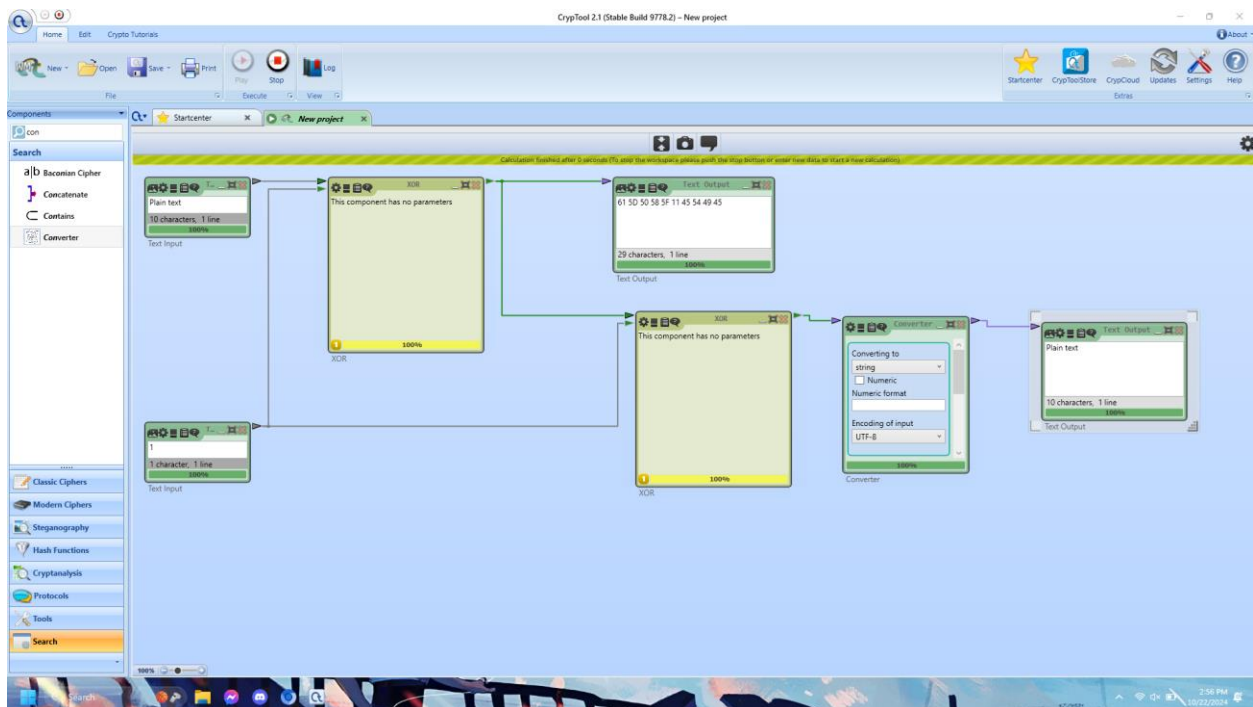 CrypTool 2.1 (Stable Build 9778.2) – New project
Home Edit Crypto Tutorials
About
New Open Save Print Play Stop Log
Startcenter CrypToolStore CrypCloud Updates Settings Help
File Execute View Extras
Components
Startcenter New project
con
Calculation finished after 0 seconds (To stop the workspace please push the stop button or enter new data to start a new calculation)
Search
a|b Baconian Cipher
Concatenate
Contains
Converter
T...
Plain text
10 characters, 1 line
100%
Text Input
XOR
This component has no parameters
1
100%
XOR
Text Output
61 5D 50 58 5F 11 45 54 49 45
29 characters, 1 line
100%
Text Output
XOR
This component has no parameters
1
100%
XOR
Converter
Converting to
string
Numeric
Numeric format
Encoding of input
UTF-8
100%
Converter
Text Output
Plain text
10 characters, 1 line
100%
Text Output
T...
1
1 character, 1 line
100%
Text Input
Classic Ciphers
Modern Ciphers
Steganography
Hash Functions
Cryptanalysis
Protocols
Tools
Search
100%
Search
2:56 PM
10/22/2024